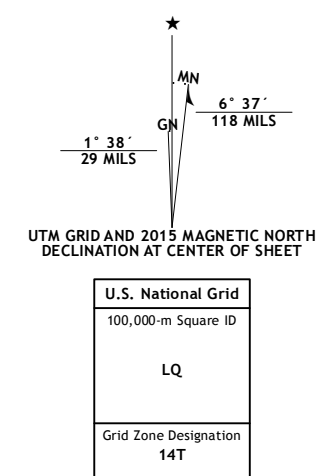 ★
MN
6° 37´
118 MILS
GN
1° 38´
29 MILS
UTM GRID AND 2015 MAGNETIC NORTH
DECLINATION AT CENTER OF SHEET
U.S. National Grid
100,000-m Square ID
LQ
Grid Zone Designation
14T